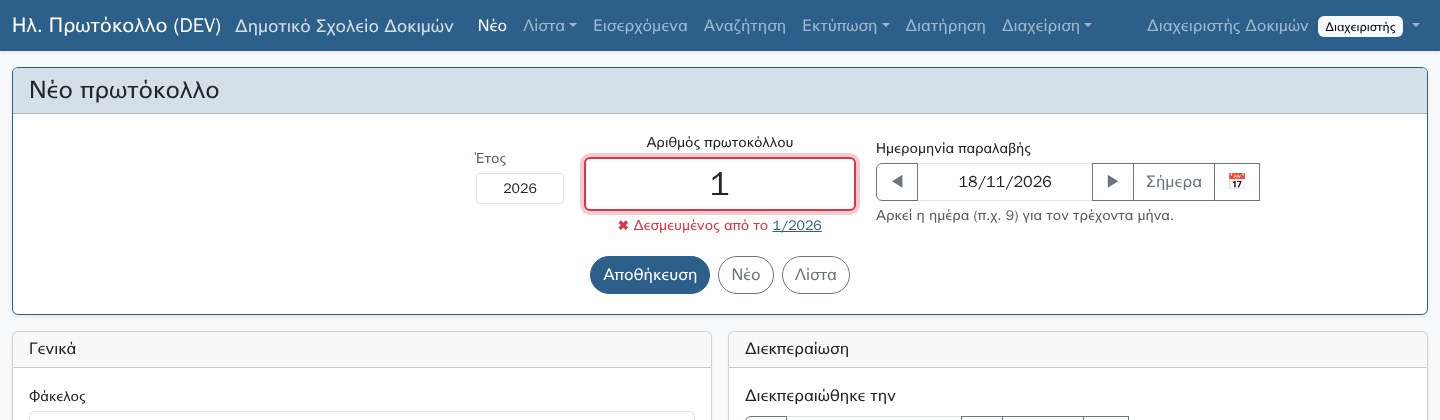 Ηλ. Πρωτόκολλο (DEV) Δημοτικό Σχολείο Δοκιμών Νέο Λίστα Εισερχόμενα Αναζήτηση Εκτύπωση Διατήρηση Διαχείριση Διαχειριστής Δοκιμών Διαχειριστής
Νέο πρωτόκολλο
Έτος
2026
Αριθμός πρωτοκόλλου
1
✖ Δεσμευμένος από το 1/2026
Ημερομηνία παραλαβής
◀ 18/11/2026 ▶ Σήμερα
Αρκεί η ημέρα (π.χ. 9) για τον τρέχοντα μήνα.
Αποθήκευση Νέο Λίστα
Γενικά
Φάκελος
Διεκπεραίωση
Διεκπεραιώθηκε την